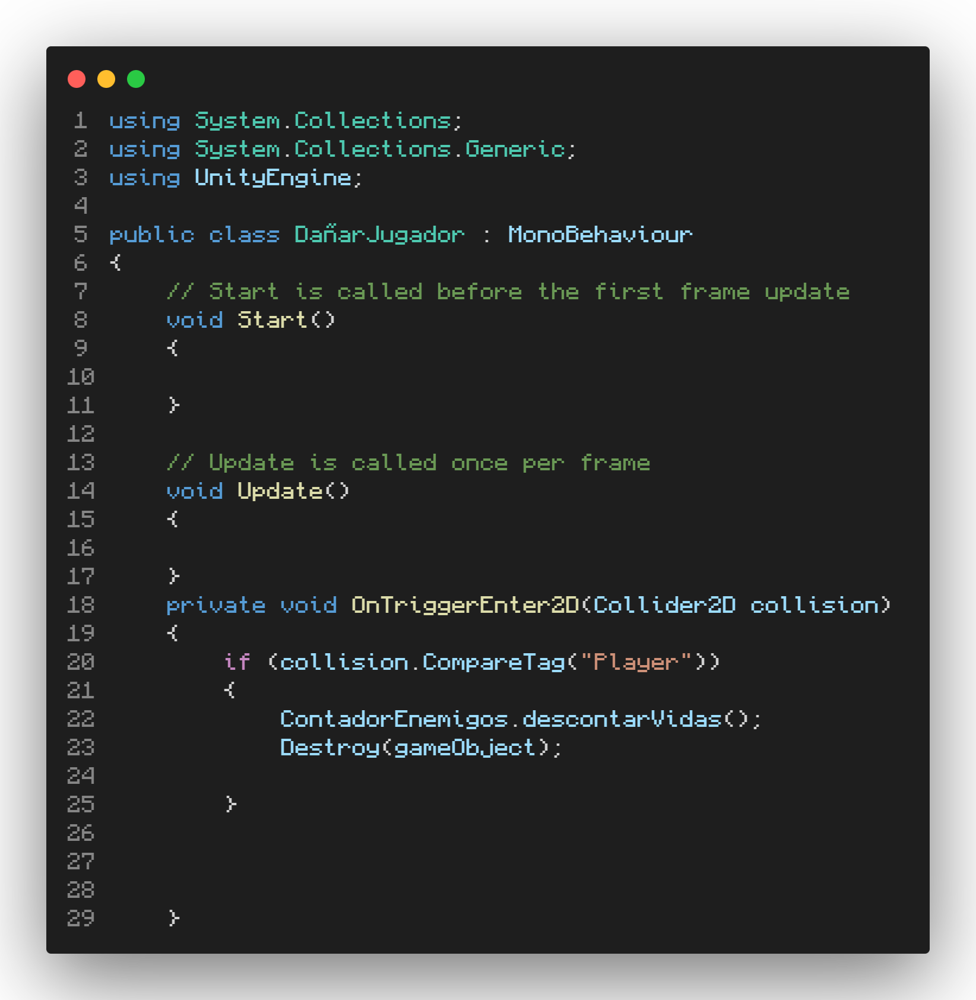 1 using System.Collections;
2 using System.Collections.Generic;
3 using UnityEngine;
4
5 public class DañarJugador : MonoBehaviour
6 {
7     // Start is called before the first frame update
8     void Start()
9     {
10
11     }
12
13     // Update is called once per frame
14     void Update()
15     {
16
17     }
18     private void OnTriggerEnter2D(Collider2D collision)
19     {
20         if (collision.CompareTag("Player"))
21         {
22             ContadorEnemigos.descontarVidas();
23             Destroy(gameObject);
24
25         }
26
27
28
29     }